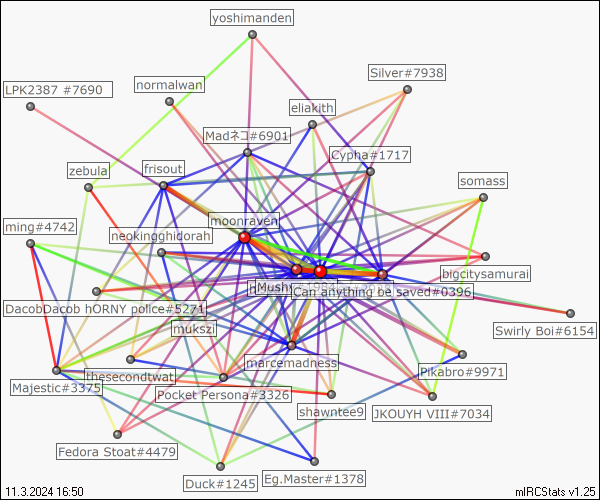 yoshimanden
Silver#7938
LPK2387 #7690
normalwan
eliakith
Madネコ#6901
Cypha#1717
zebula
frisout
somass
moonraven
ming#4742
neokingghidorah
bigcitysamurai
Mushy#1984
Can anything be saved#0396
DacobDacob hORNY police#5271
mukszi
Swirly Boi#6154
marcemadness
thesecondtwat
Pikabro#9971
Majestic#3375
Pocket Persona#3326
shawntee9
JKOUYH VIII#7034
Fedora Stoat#4479
Duck#1245
Eg.Master#1378
11.3.2024 16:50
mIRCStats v1.25